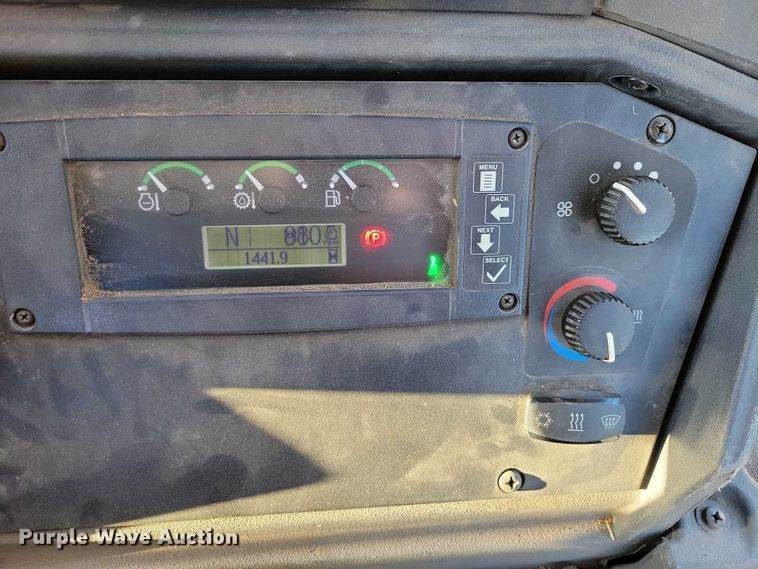 MENU
BACK
NEXT
SELECT
N
1441.9
P
Purple Wave Auction